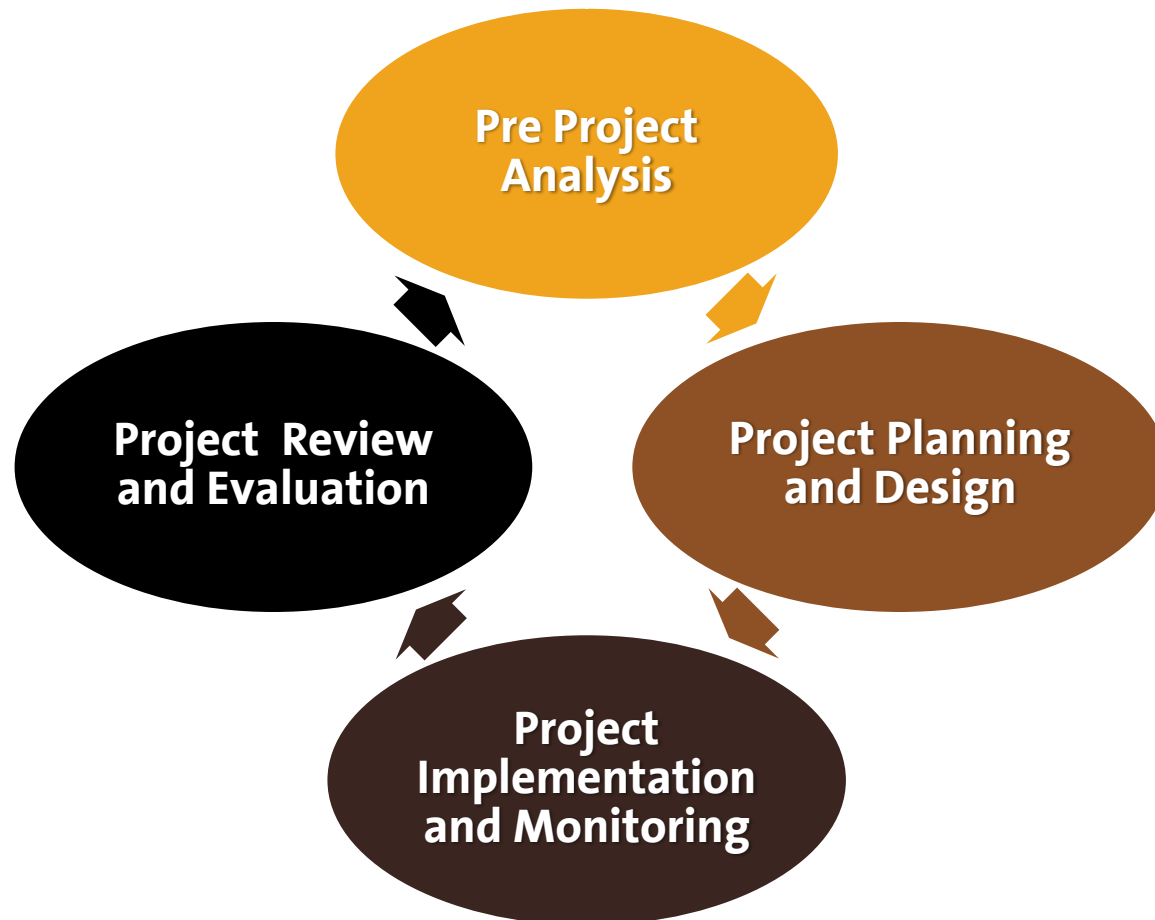 Pre Project
Analysis
Project Planning
and Design
Project
Implementation
and Monitoring
Project  Review
and Evaluation